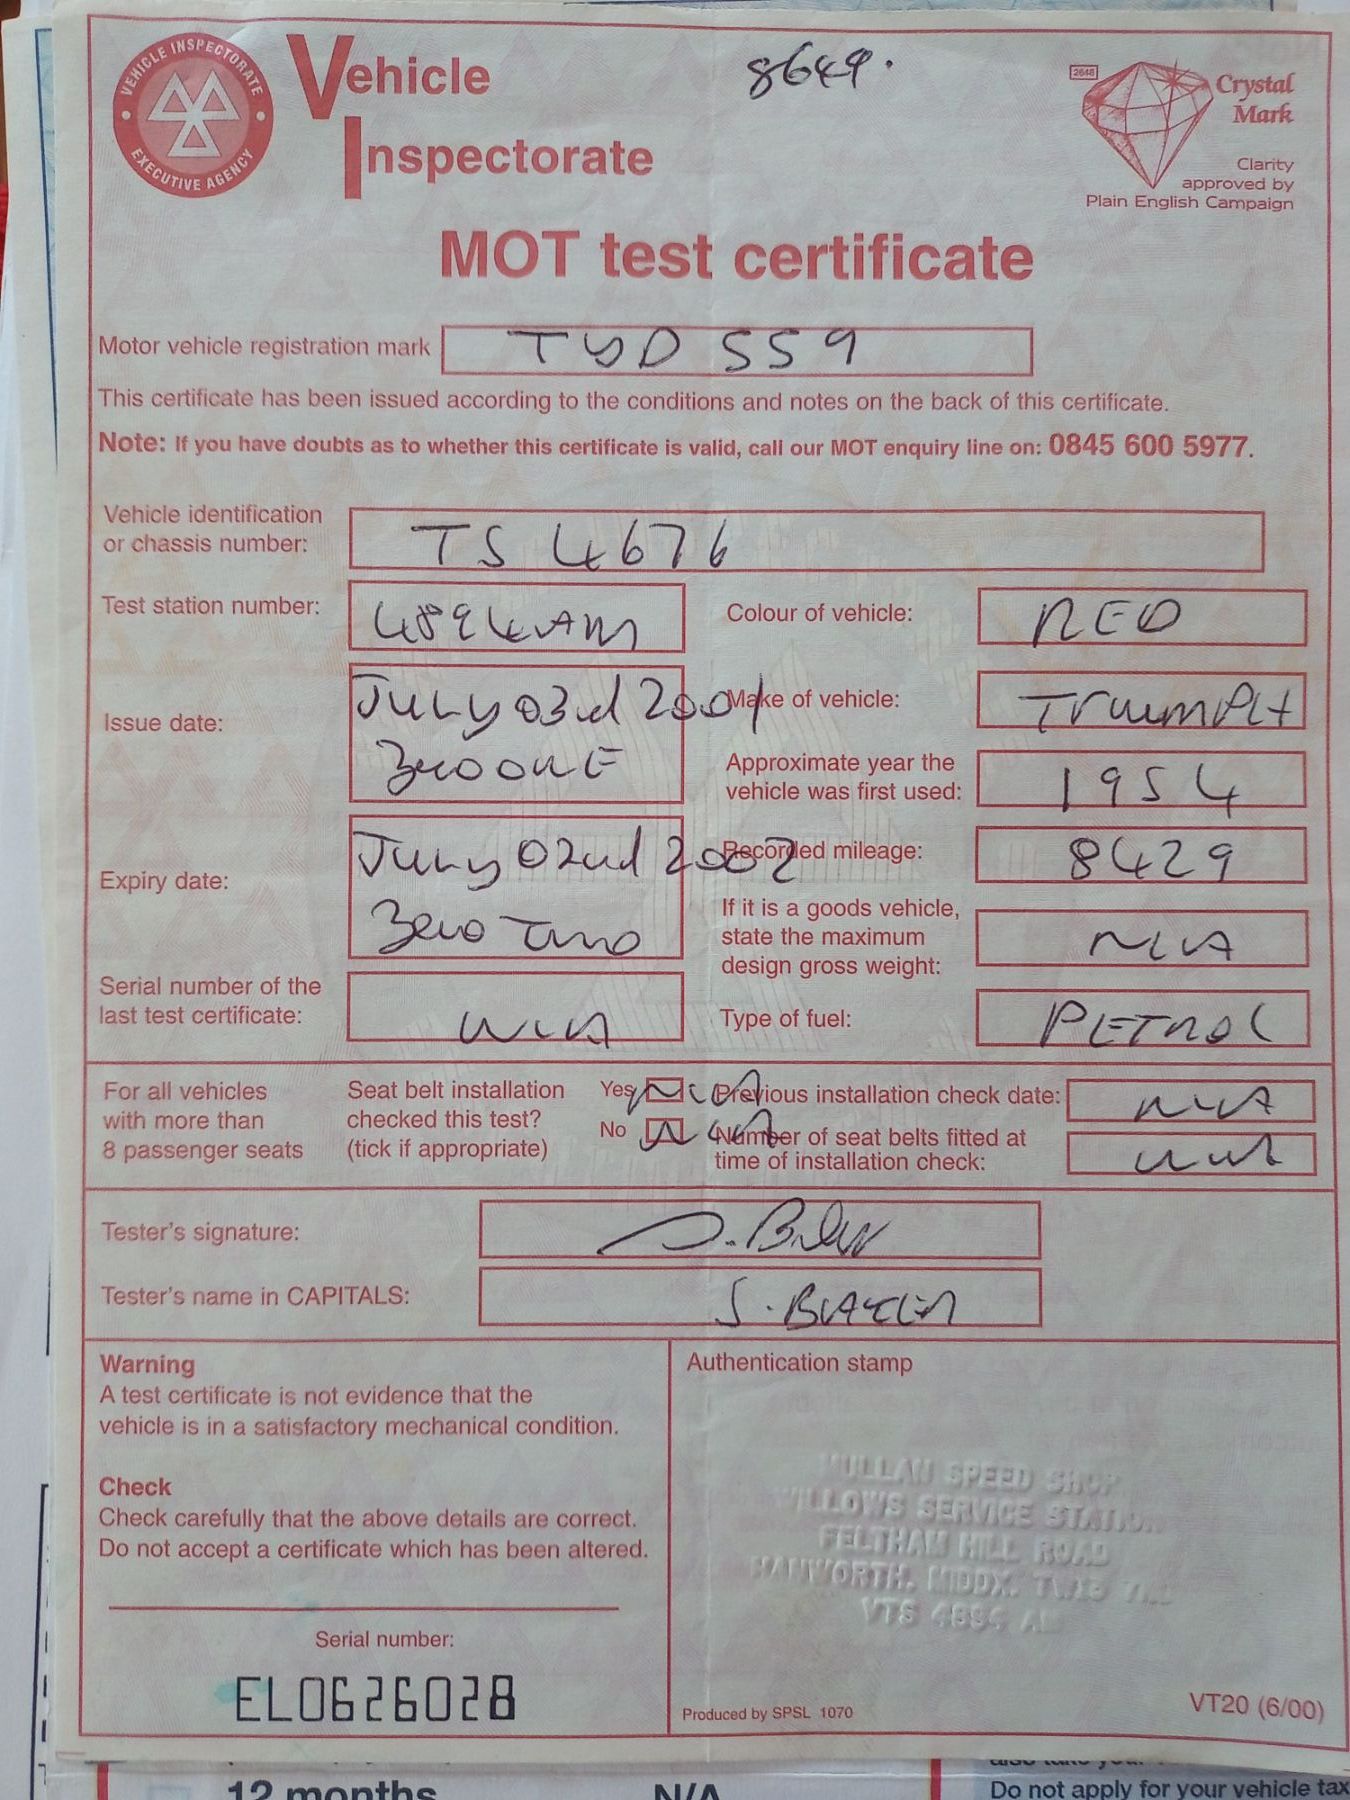 VEHICLE INSPECTORATE
EXECUTIVE AGENCY
Vehicle
Inspectorate
8649.
2648
Crystal
Mark
Clarity
approved by
Plain English Campaign
MOT test certificate
Motor vehicle registration mark TYD 559
This certificate has been issued according to the conditions and notes on the back of this certificate.
Note: If you have doubts as to whether this certificate is valid, call our MOT enquiry line on: 0845 600 5977.
Vehicle identification
or chassis number: TS 4676
Test station number: 4894AM
Colour of vehicle: RED
Issue date: July 03rd 2001
Zero ONE
Make of vehicle: TriumPH
Approximate year the
vehicle was first used: 1954
Expiry date: July 02nd 2002
Zero Two
Recorded mileage: 8429
If it is a goods vehicle,
state the maximum
design gross weight: N/A
Serial number of the
last test certificate: N/A
Type of fuel: PETROL
For all vehicles
with more than
8 passenger seats
Seat belt installation
checked this test?
(tick if appropriate)
Yes N/A
No N/A
Previous installation check date: N/A
Number of seat belts fitted at
time of installation check: N/A
Tester's signature:
Tester's name in CAPITALS: S.
Warning
A test certificate is not evidence that the
vehicle is in a satisfactory mechanical condition.
Check
Check carefully that the above details are correct.
Do not accept a certificate which has been altered.
Serial number:
EL0626028
Authentication stamp
SPEED SHOP
SERVICE STATION
FELTHAM HILL ROAD
HANWORTH, MIDDX. TW13
VTS 4894
Produced by SPSL 1070
VT20 (6/00)
12 months
N/A
Do not apply for your vehicle tax